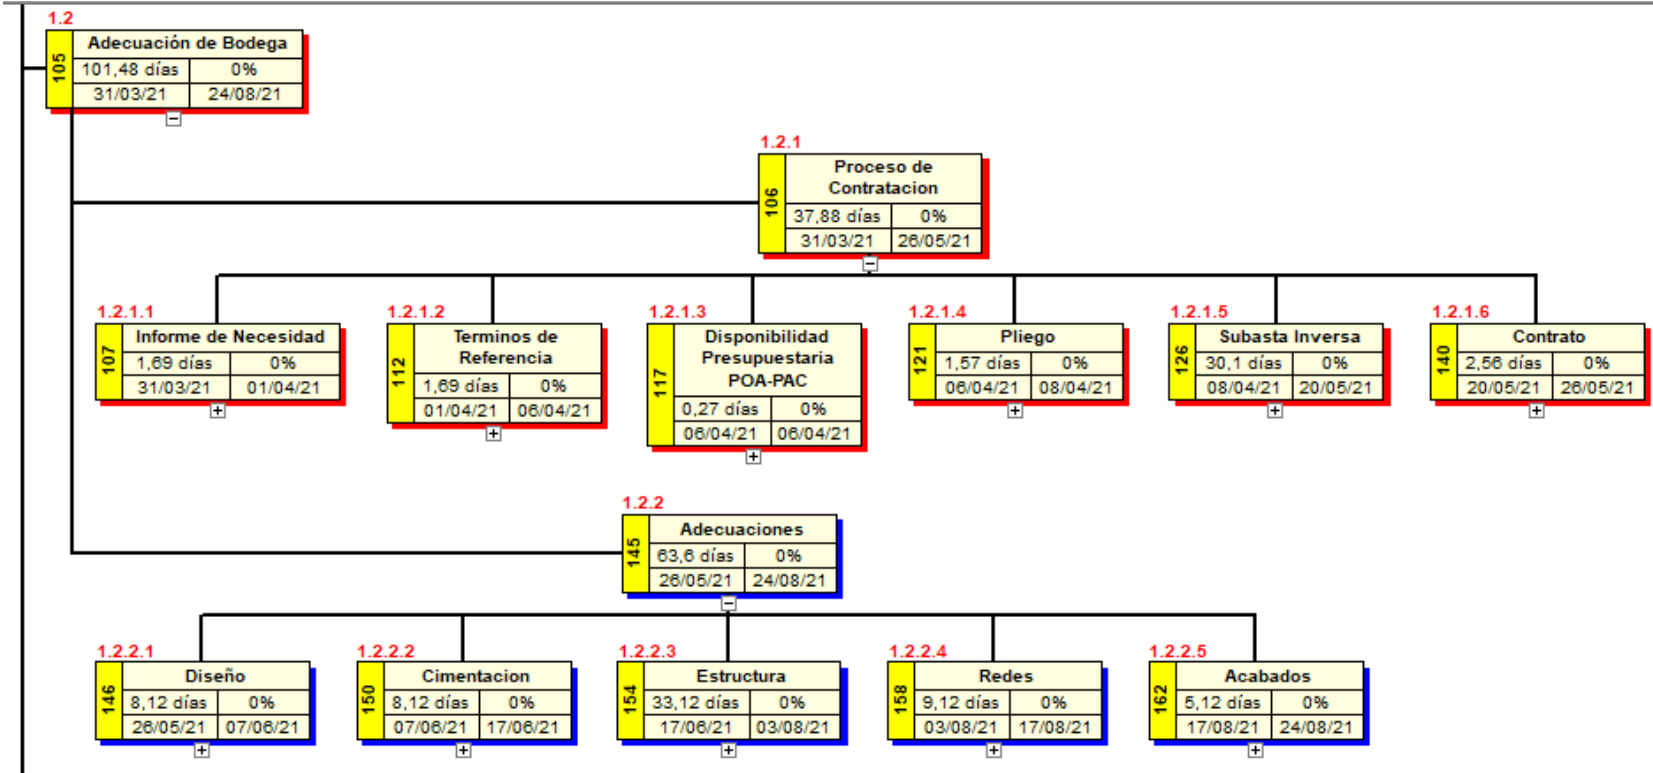 1.2
105
Adecuación de Bodega
101,48 días 0%
31/03/21 24/08/21
1.2.1
106
Proceso de
Contratacion
37,88 días 0%
31/03/21 26/05/21
1.2.1.1
107
Informe de Necesidad
1,69 días 0%
31/03/21 01/04/21
1.2.1.2
112
Terminos de
Referencia
1,69 días 0%
01/04/21 06/04/21
1.2.1.3
117
Disponibilidad
Presupuestaria
POA-PAC
0,27 días 0%
06/04/21 06/04/21
1.2.1.4
121
Pliego
1,57 días 0%
06/04/21 08/04/21
1.2.1.5
126
Subasta Inversa
30,1 días 0%
08/04/21 20/05/21
1.2.1.6
140
Contrato
2,56 días 0%
20/05/21 26/05/21
1.2.2
145
Adecuaciones
63,6 días 0%
26/05/21 24/08/21
1.2.2.1
146
Diseño
8,12 días 0%
26/05/21 07/06/21
1.2.2.2
150
Cimentacion
8,12 días 0%
07/06/21 17/06/21
1.2.2.3
154
Estructura
33,12 días 0%
17/06/21 03/08/21
1.2.2.4
158
Redes
9,12 días 0%
03/08/21 17/08/21
1.2.2.5
162
Acabados
5,12 días 0%
17/08/21 24/08/21